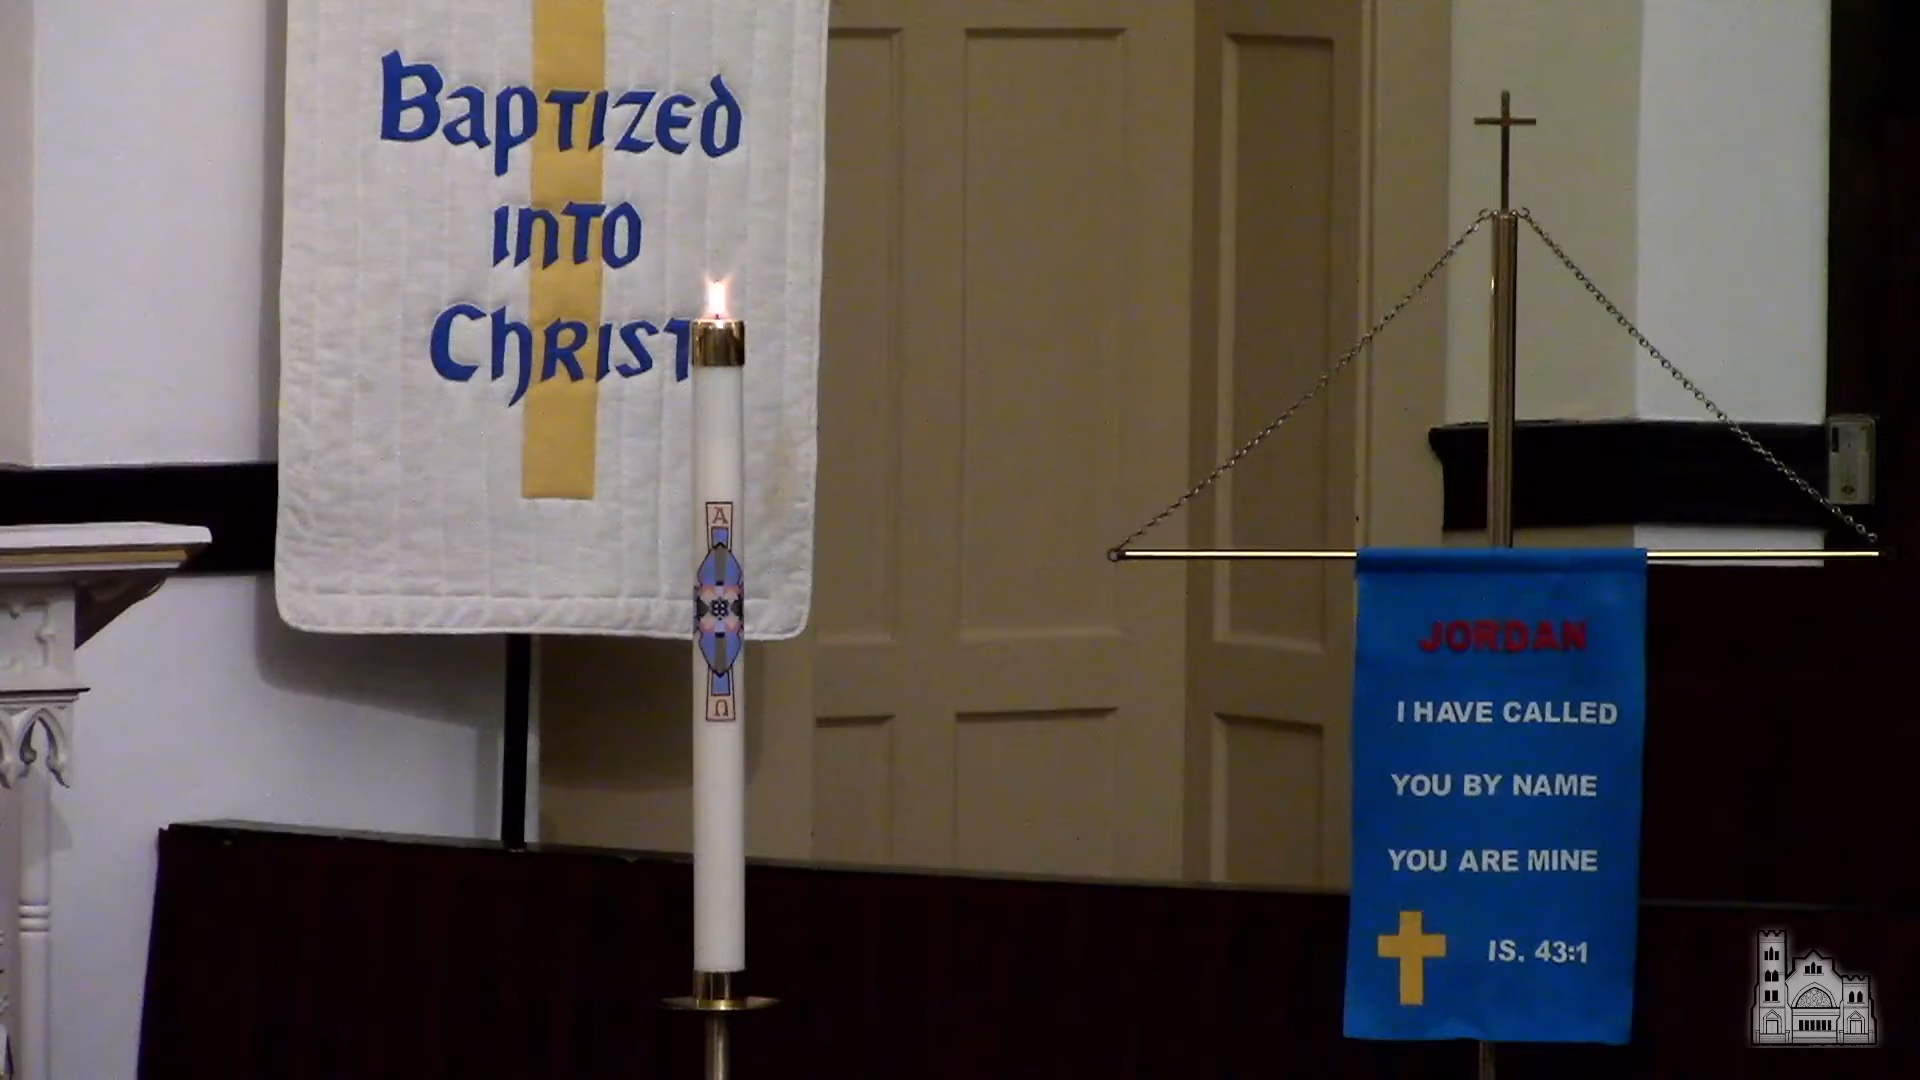 Baptized
into
Christ
A
Ω
JORDAN
I HAVE CALLED
YOU BY NAME
YOU ARE MINE
IS. 43:1